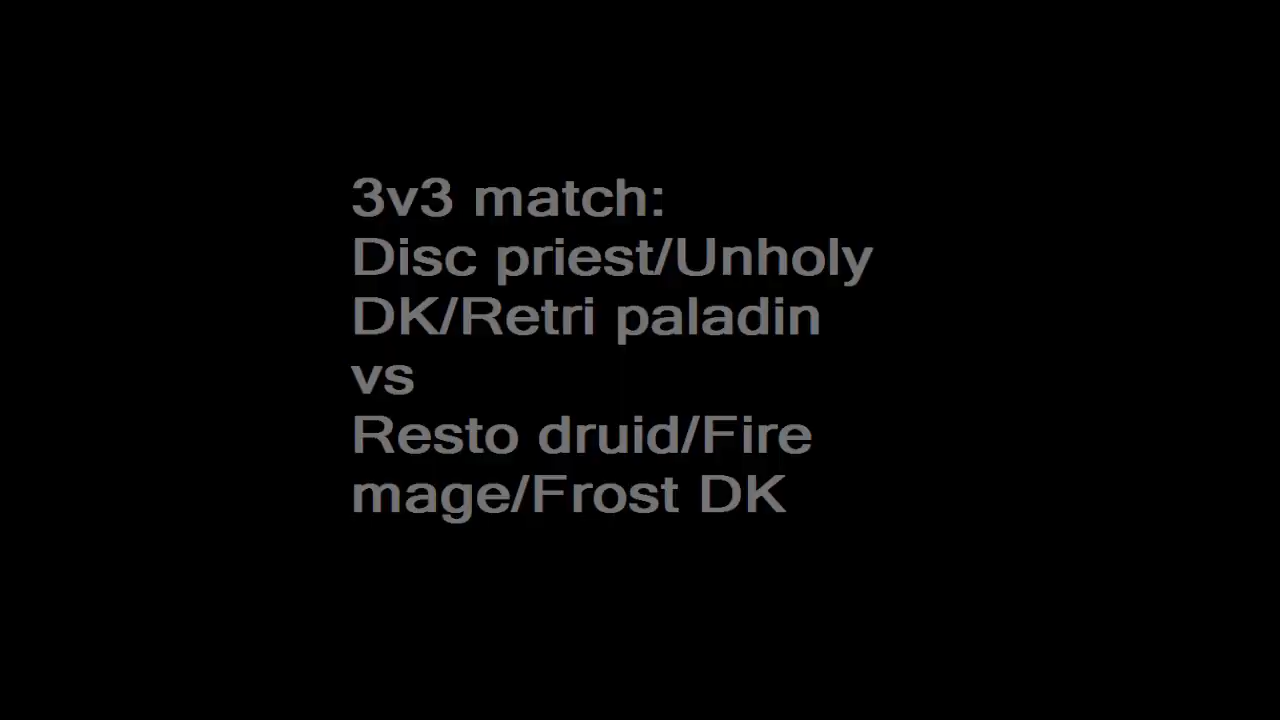 3v3 match:
Disc priest/Unholy
DK/Retri paladin
vs
Resto druid/Fire
mage/Frost DK